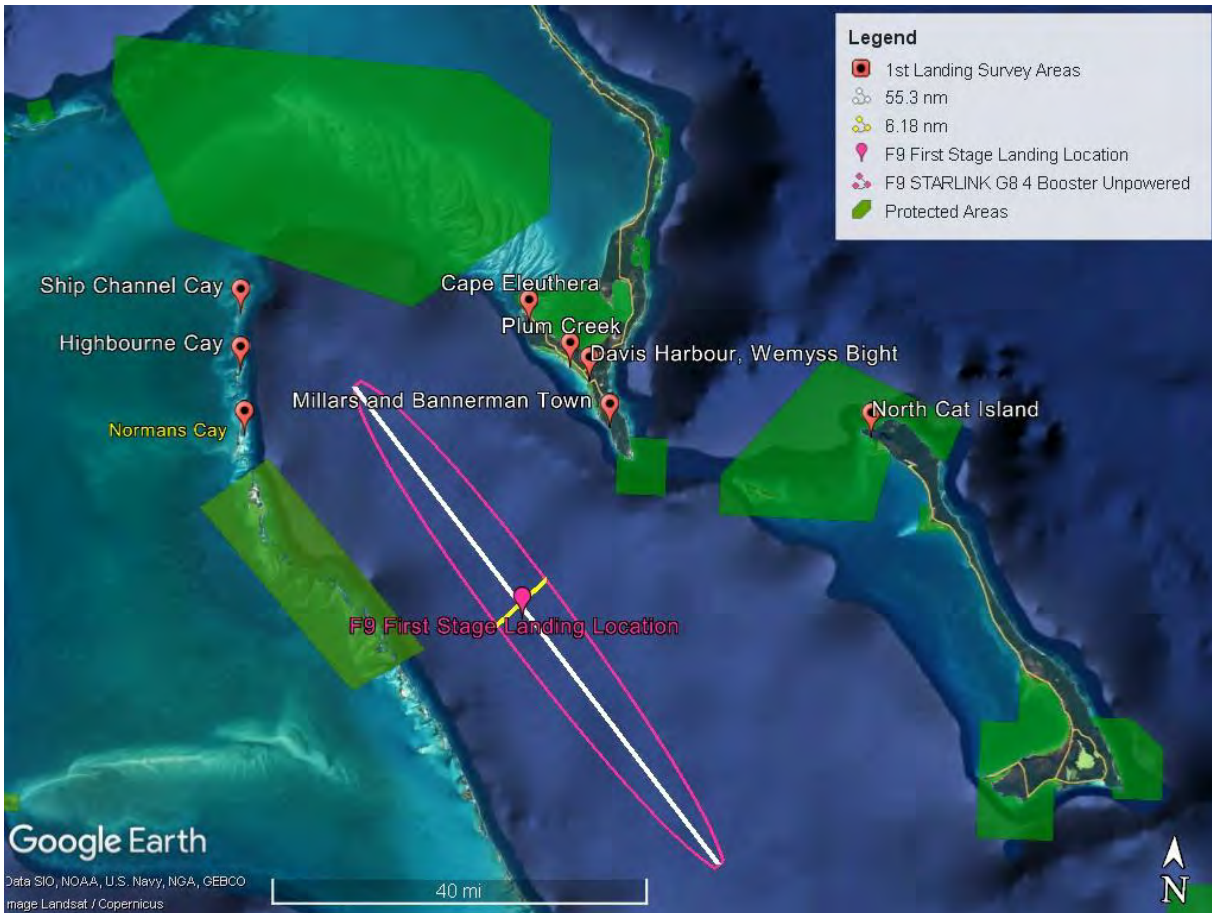 Legend
1st Landing Survey Areas
55.3 nm
6.18 nm
F9 First Stage Landing Location
F9 STARLINK G8 4 Booster Unpowered
Protected Areas
Ship Channel Cay
Cape Eleuthera
Highbourne Cay
Plum Creek
Davis Harbour, Wemyss Bight
Millars and Bannerman Town
North Cat Island
Normans Cay
F9 First Stage Landing Location
Google Earth
Data SIO, NOAA, U.S. Navy, NGA, GEBCO
mage Landsat / Copernicus
40 mi
N